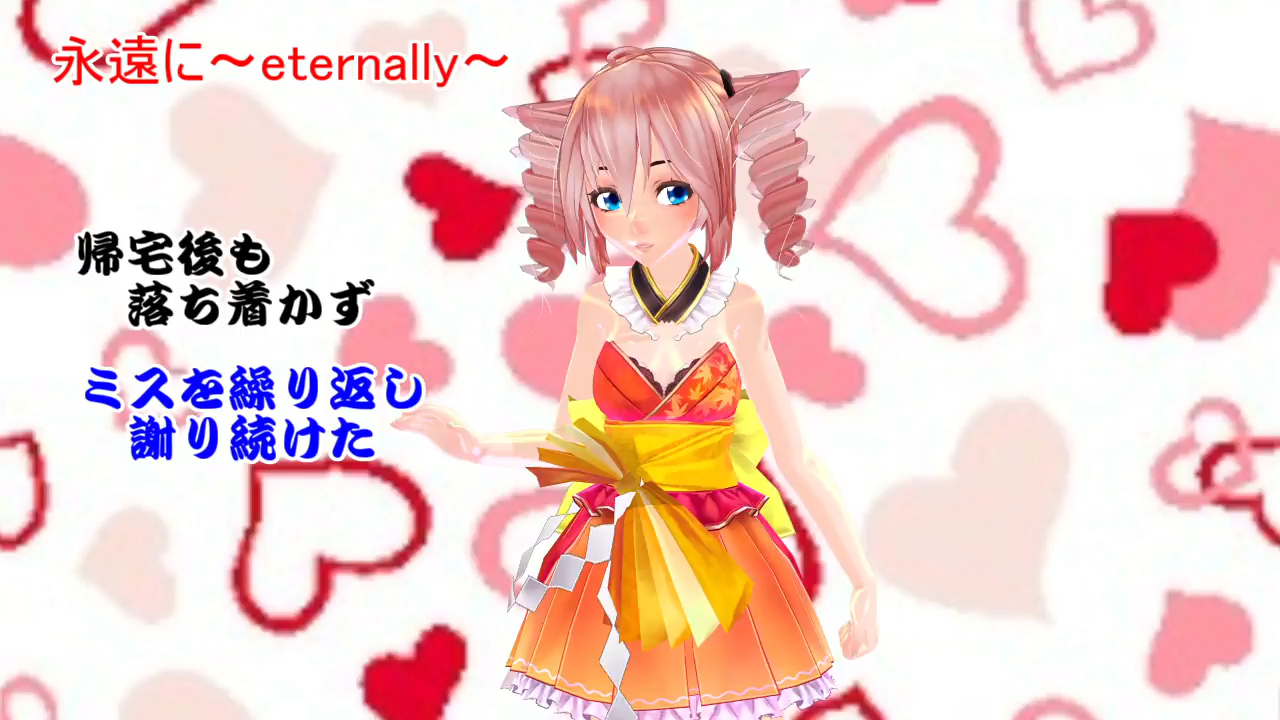 永遠に～eternally～
帰宅後も
落ち着かず
ミスを繰り返し
謝り続けた